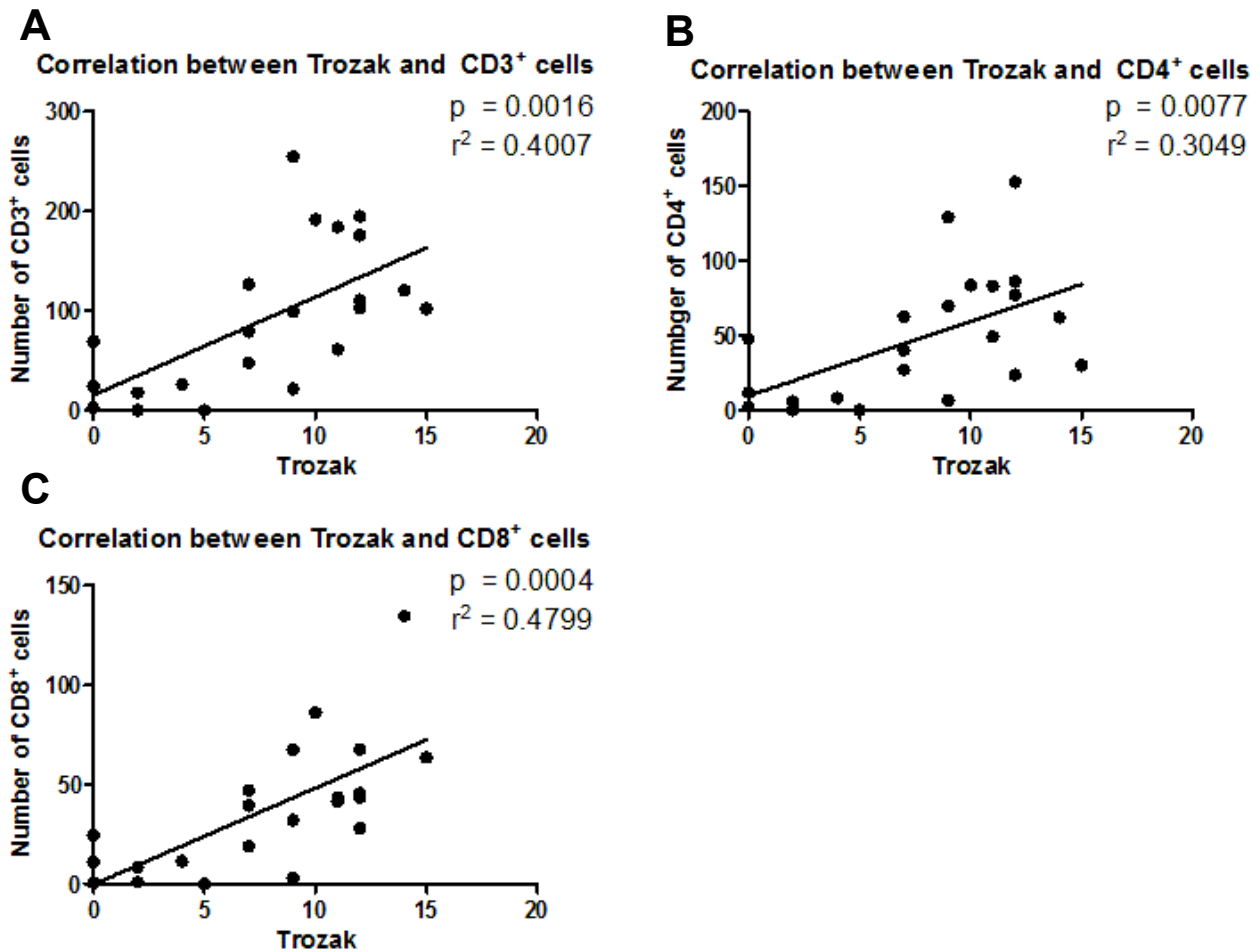 A
Correlation between Trozak and CD3⁺ cells
p = 0.0016
r² = 0.4007
Number of CD3⁺ cells
300
200
100
0
0 5 10 15 20
Trozak
B
Correlation between Trozak and CD4⁺ cells
p = 0.0077
r² = 0.3049
Numbger of CD4⁺ cells
200
150
100
50
0
0 5 10 15 20
Trozak
C
Correlation between Trozak and CD8⁺ cells
p = 0.0004
r² = 0.4799
Number of CD8⁺ cells
150
100
50
0
0 5 10 15 20
Trozak